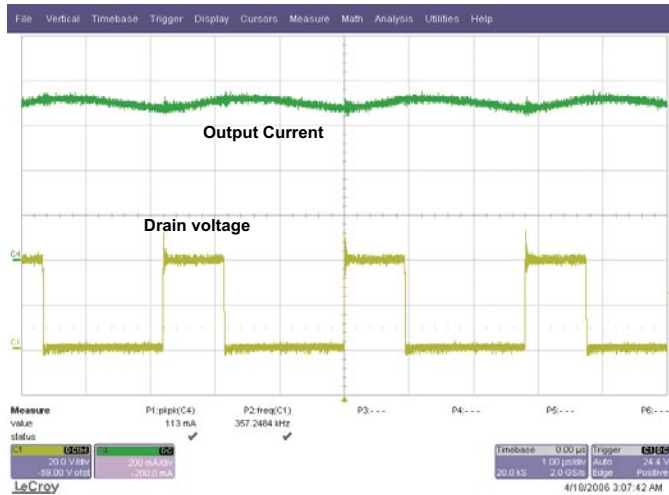 File Vertical Timebase Trigger Display Cursors Measure Math Analysis Utilities Help
Output Current
Drain voltage
C4
C1
Measure P1:pkpk(C4) P2:freq(C1) P3:--- P4:--- P5:--- P6:---
value 113 mA 357.2484 kHz
status
C1 DC1M
20.0 V/div
-59.00 V ofst
C4 DC
200 mA/div
-200.0 mA
Timebase 0.00 µs
1.00 µs/div
20.0 kS 2.0 GS/s
Trigger C1 DC
Auto 24.4 V
Edge Positive
LeCroy
4/18/2006 3:07:42 AM